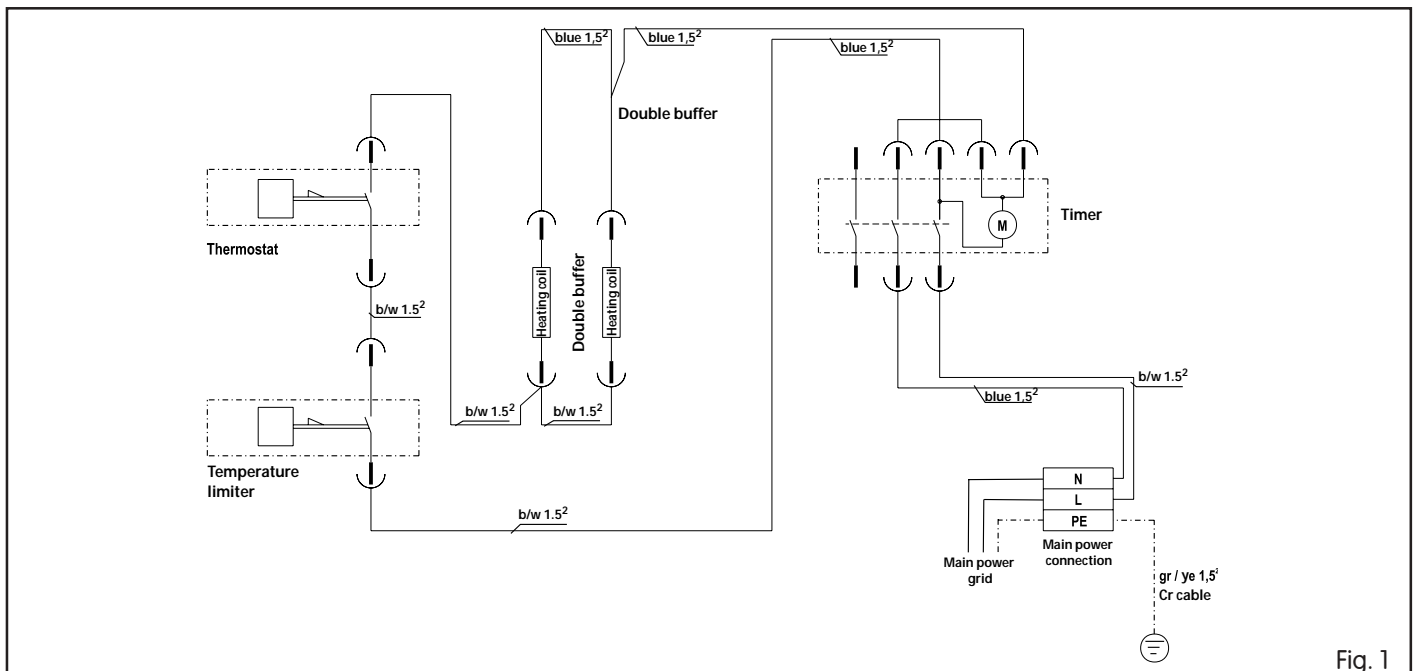 blue 1,5²
blue 1,5²
blue 1,5²
Double buffer
Thermostat
Timer
M
b/w 1.5²
Heating coil
Double buffer
Heating coil
b/w 1.5²
b/w 1.5²
b/w 1.5²
blue 1,5²
Temperature
limiter
b/w 1.5²
N
L
PE
Main power
grid
Main power
connection
gr / ye 1,5²
Cr cable
Fig. 1